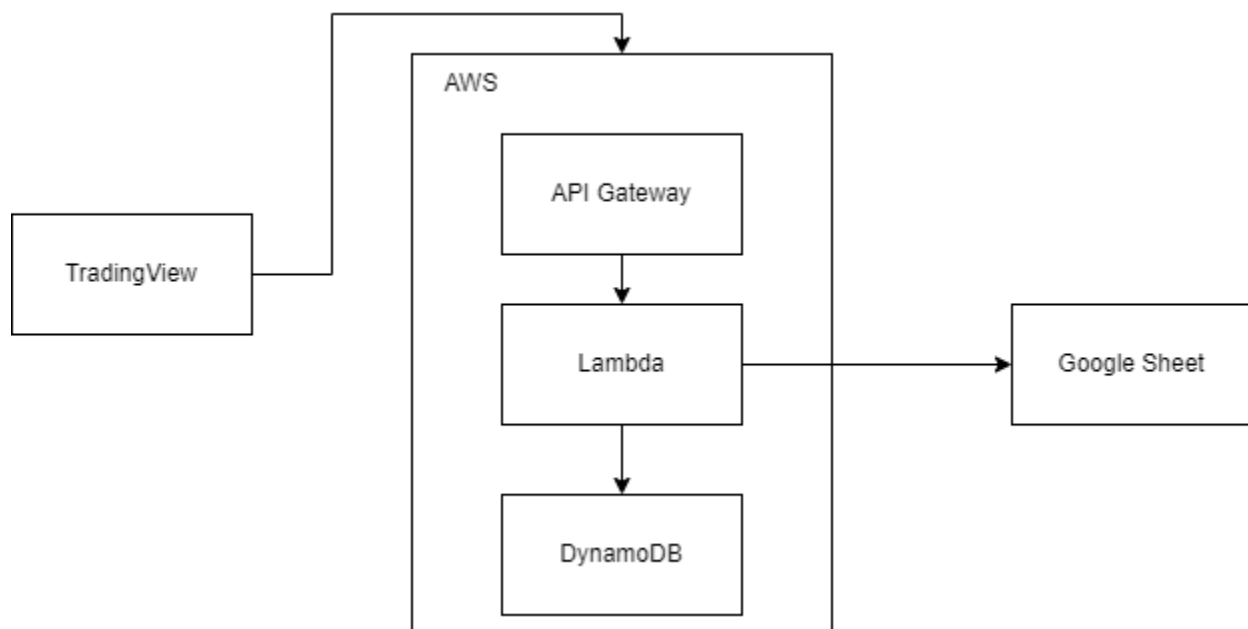 AWS
API Gateway
TradingView
Lambda
Google Sheet
DynamoDB